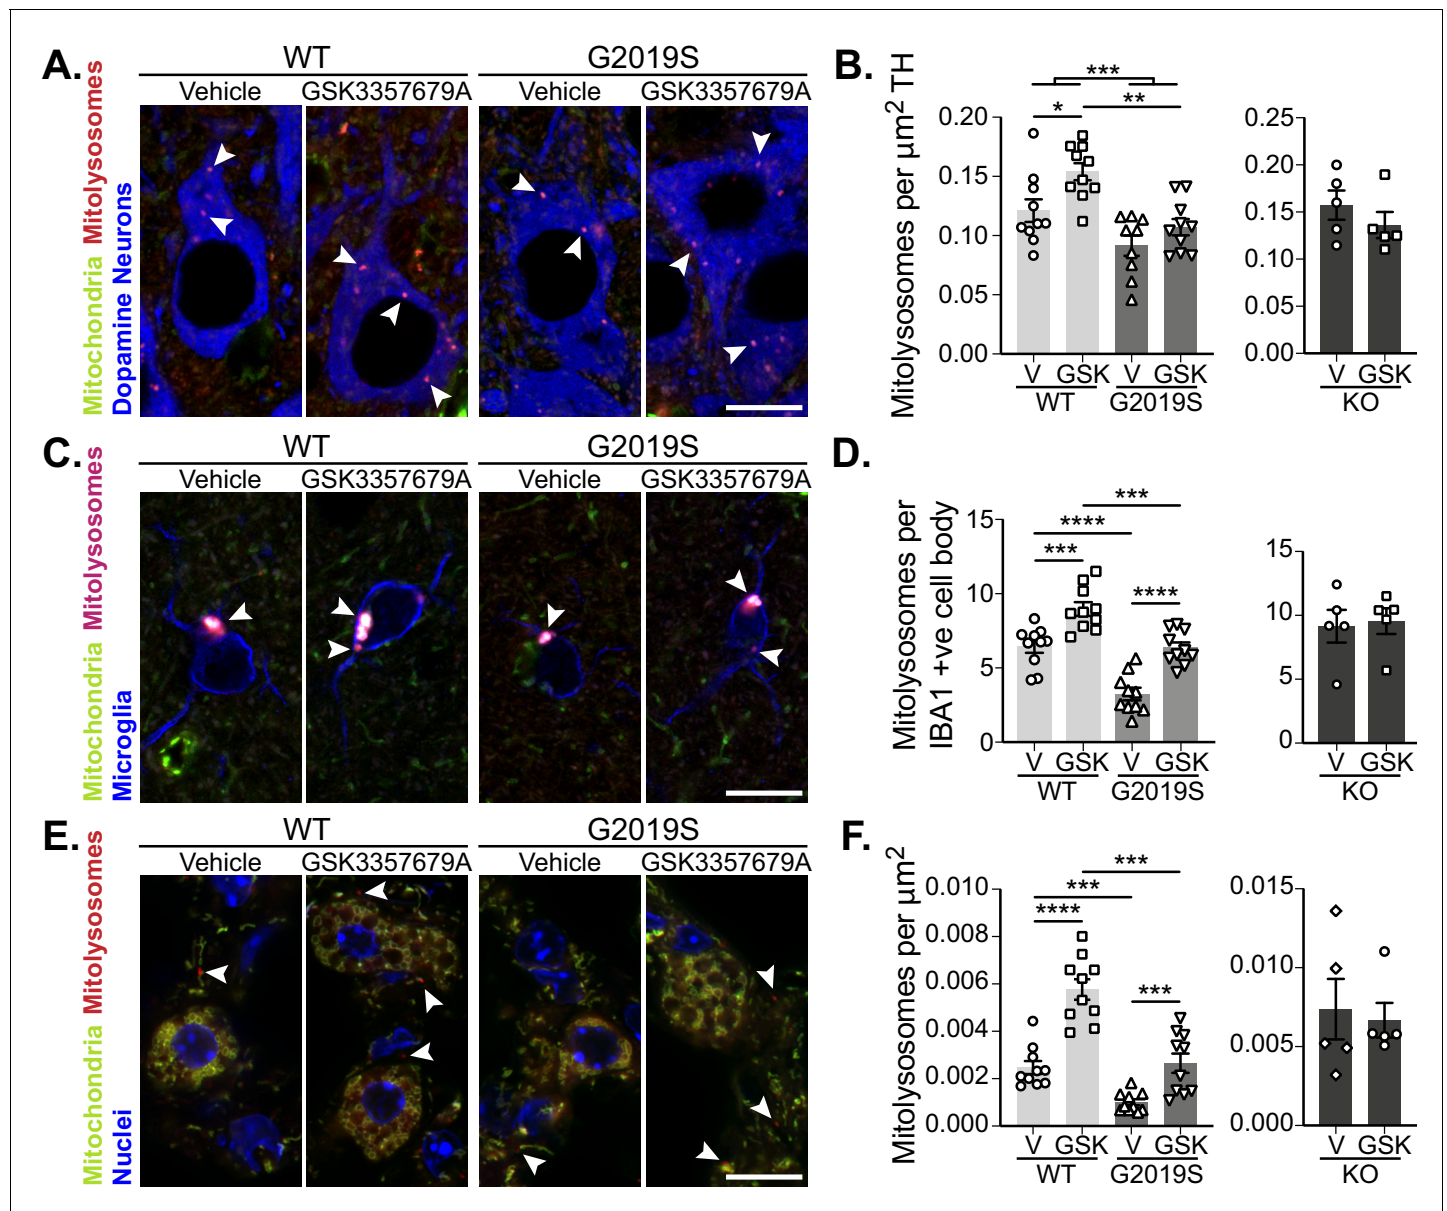 A.
WT
G2019S
Vehicle
GSK3357679A
Vehicle
GSK3357679A
Mitochondria Mitolysosomes
Dopamine Neurons
B.
Mitolysosomes per µm2 TH
***
*
**
0.20
0.15
0.10
0.05
0.00
V
GSK
V
GSK
WT
G2019S
0.25
0.20
0.15
0.10
0.05
0.00
V
GSK
KO
C.
WT
G2019S
Vehicle
GSK3357679A
Vehicle
GSK3357679A
Mitochondria Mitolysosomes
Microglia
D.
Mitolysosomes per
IBA1 +ve cell body
***
****
***
****
15
10
5
0
V
GSK
V
GSK
WT
G2019S
15
10
5
0
V
GSK
KO
E.
WT
G2019S
Vehicle
GSK3357679A
Vehicle
GSK3357679A
Mitochondria Mitolysosomes
Nuclei
F.
Mitolysosomes per µm2
***
***
****
***
0.010
0.008
0.006
0.004
0.002
0.000
V
GSK
V
GSK
WT
G2019S
0.015
0.010
0.005
0.000
V
GSK
KO